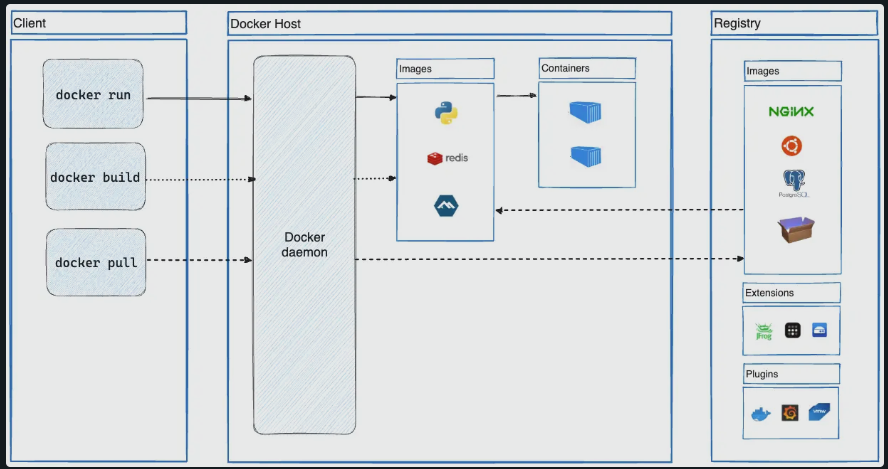 Client
Docker Host
Registry
docker run
docker build
docker pull
Docker
daemon
Images
redis
Containers
Images
NGINX
PostgreSQL
Extensions
JFrog
Plugins